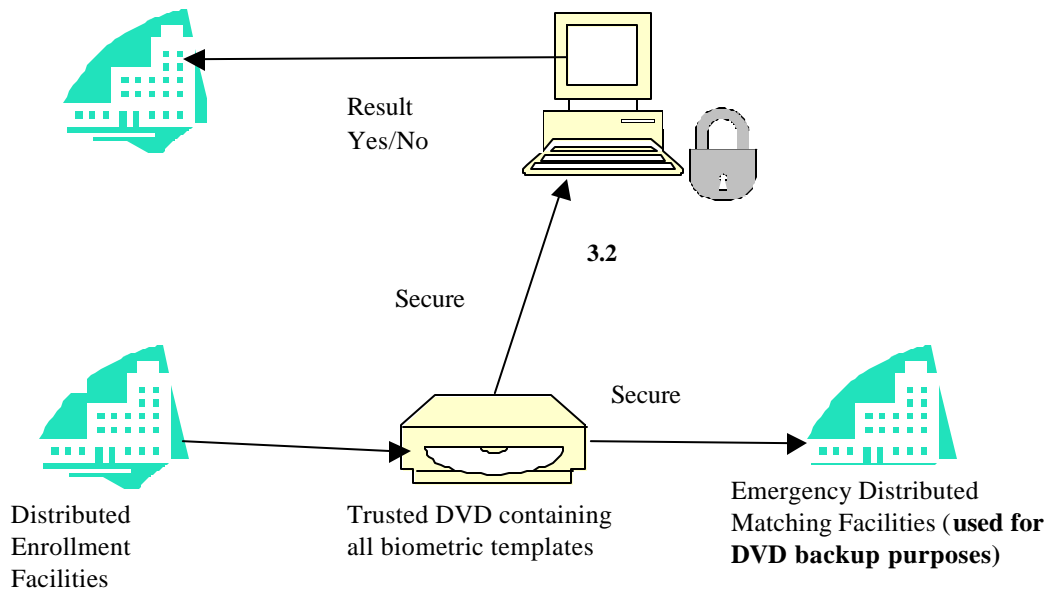 Result
Yes/No
3.2
Secure
Secure
Distributed
Enrollment
Facilities
Trusted DVD containing
all biometric templates
Emergency Distributed
Matching Facilities (used for
DVD backup purposes)